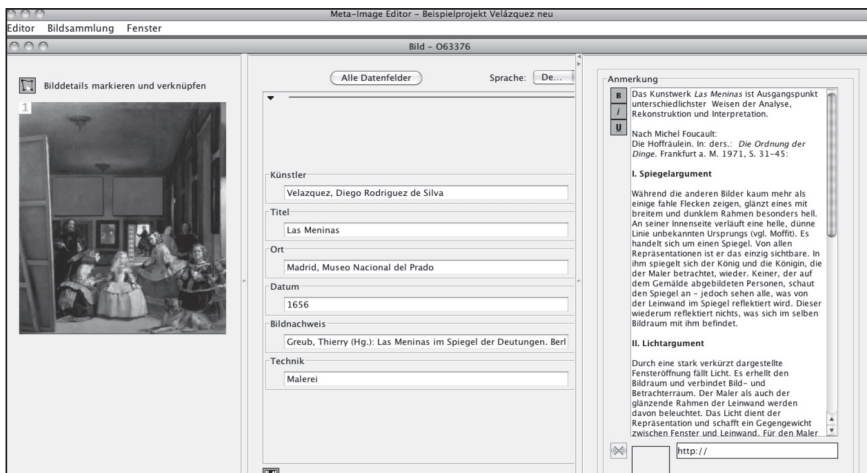 Meta-Image Editor – Beispielprojekt Velázquez neu
Editor Bildsammlung Fenster
Bild – O63376
Bilddetails markieren und verknüpfen
1
Alle Datenfelder
Sprache: De...
Künstler
Velazquez, Diego Rodriguez de Silva
Titel
Las Meninas
Ort
Madrid, Museo Nacional del Prado
Datum
1656
Bildnachweis
Greub, Thierry (Hg.): Las Meninas im Spiegel der Deutungen. Berl
Technik
Malerei
Anmerkung
B
i
U
Das Kunstwerk Las Meninas ist Ausgangspunkt
unterschiedlichster Weisen der Analyse,
Rekonstruktion und Interpretation.
Nach Michel Foucault:
Die Hoffräulein. In: ders.: Die Ordnung der
Dinge. Frankfurt a. M. 1971, S. 31–45:
I. Spiegelargument
Während die anderen Bilder kaum mehr als
einige fahle Flecken zeigen, glänzt eines mit
breitem und dunklem Rahmen besonders hell.
An seiner Innenseite verläuft eine helle, dünne
Linie unbekannten Ursprungs (vgl. Moffit). Es
handelt sich um einen Spiegel. Von allen
Repräsentationen ist er das einzig sichtbare. In
ihm spiegelt sich der König und die Königin, die
der Maler betrachtet, wieder. Keiner, der auf
dem Gemälde abgebildeten Personen, schaut
den Spiegel an – jedoch sehen alle, was von
der Leinwand im Spiegel reflektiert wird. Dieser
wiederum reflektiert nichts, was sich im selben
Bildraum mit ihm befindet.
II. Lichtargument
Durch eine stark verkürzt dargestellte
Fensteröffnung fällt Licht. Es erhellt den
Bildraum und verbindet Bild- und
Betrachterraum. Der Maler als auch der
glänzende Rahmen der Leinwand werden
davon beleuchtet. Das Licht dient der
Repräsentation und schafft ein Gegengewicht
zwischen Fenster und Leinwand. Für den Maler
http://